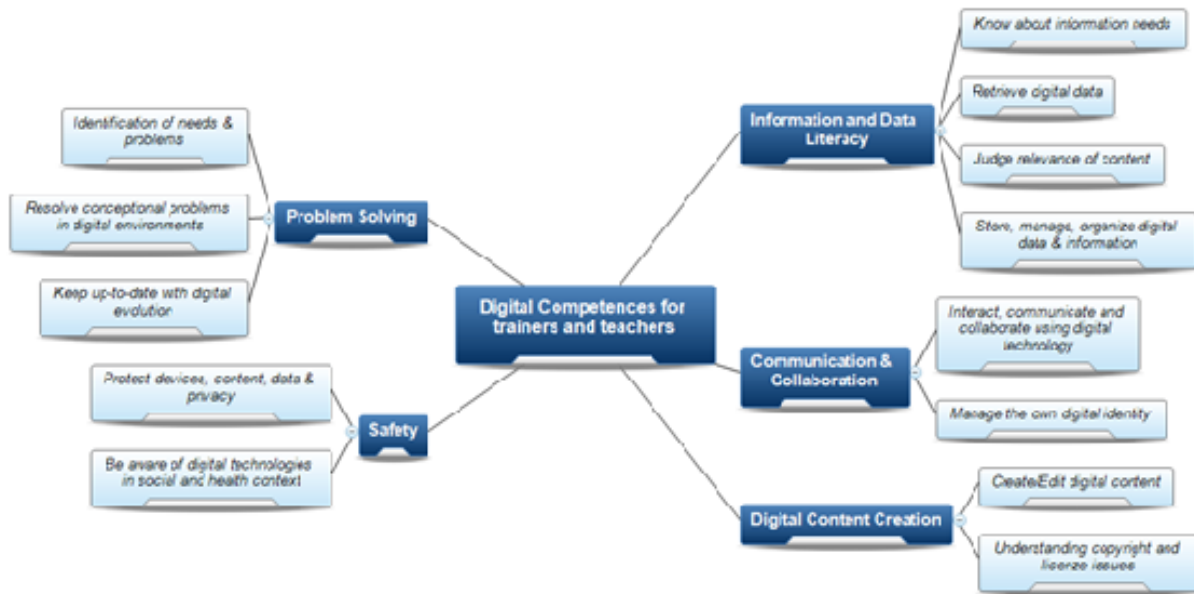 Digital Competences for
trainers and teachers
Information and Data
Literacy
Know about information needs
Retrieve digital data
Judge relevance of content
Store, manage, organize digital
data & information
Communication &
Collaboration
Interact, communicate and
collaborate using digital
technology
Manage the own digital identity
Digital Content Creation
Create/Edit digital content
Understanding copyright and
license issues
Problem Solving
Identification of needs &
problems
Resolve conceptional problems
in digital environments
Keep up-to-date with digital
evolution
Safety
Protect devices, content, data &
privacy
Be aware of digital technologies
in social and health context